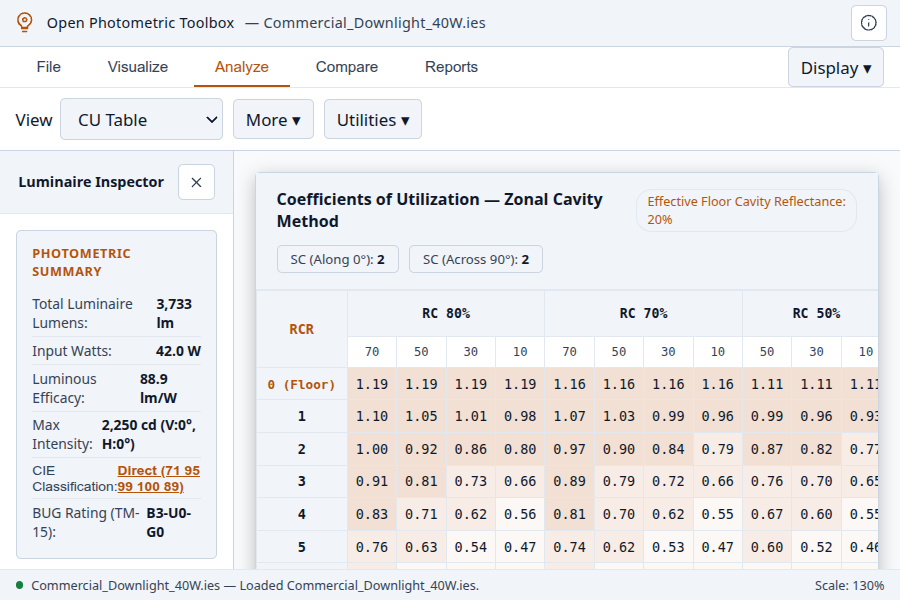 Open Photometric Toolbox — Commercial_Downlight_40W.ies
File Visualize Analyze Compare Reports Display ▾
View CU Table More ▾ Utilities ▾
Luminaire Inspector
PHOTOMETRIC
SUMMARY
Total Luminaire 3,733
Lumens: lm
Input Watts: 42.0 W
Luminous 88.9
Efficacy: lm/W
Max 2,250 cd (V:0°,
Intensity: H:0°)
CIE Direct (71 95
Classification: 99 100 89)
BUG Rating (TM- B3-U0-
15): G0
Coefficients of Utilization — Zonal Cavity
Method
Effective Floor Cavity Reflectance:
20%
SC (Along 0°): 2 SC (Across 90°): 2
RCR RC 80% RC 70% RC 50%
70 50 30 10 70 50 30 10 50 30 10
0 (Floor) 1.19 1.19 1.19 1.19 1.16 1.16 1.16 1.16 1.11 1.11 1.11
1 1.10 1.05 1.01 0.98 1.07 1.03 0.99 0.96 0.99 0.96 0.93
2 1.00 0.92 0.86 0.80 0.97 0.90 0.84 0.79 0.87 0.82 0.77
3 0.91 0.81 0.73 0.66 0.89 0.79 0.72 0.66 0.76 0.70 0.65
4 0.83 0.71 0.62 0.56 0.81 0.70 0.62 0.55 0.67 0.60 0.55
5 0.76 0.63 0.54 0.47 0.74 0.62 0.53 0.47 0.60 0.52 0.46
Commercial_Downlight_40W.ies — Loaded Commercial_Downlight_40W.ies. Scale: 130%